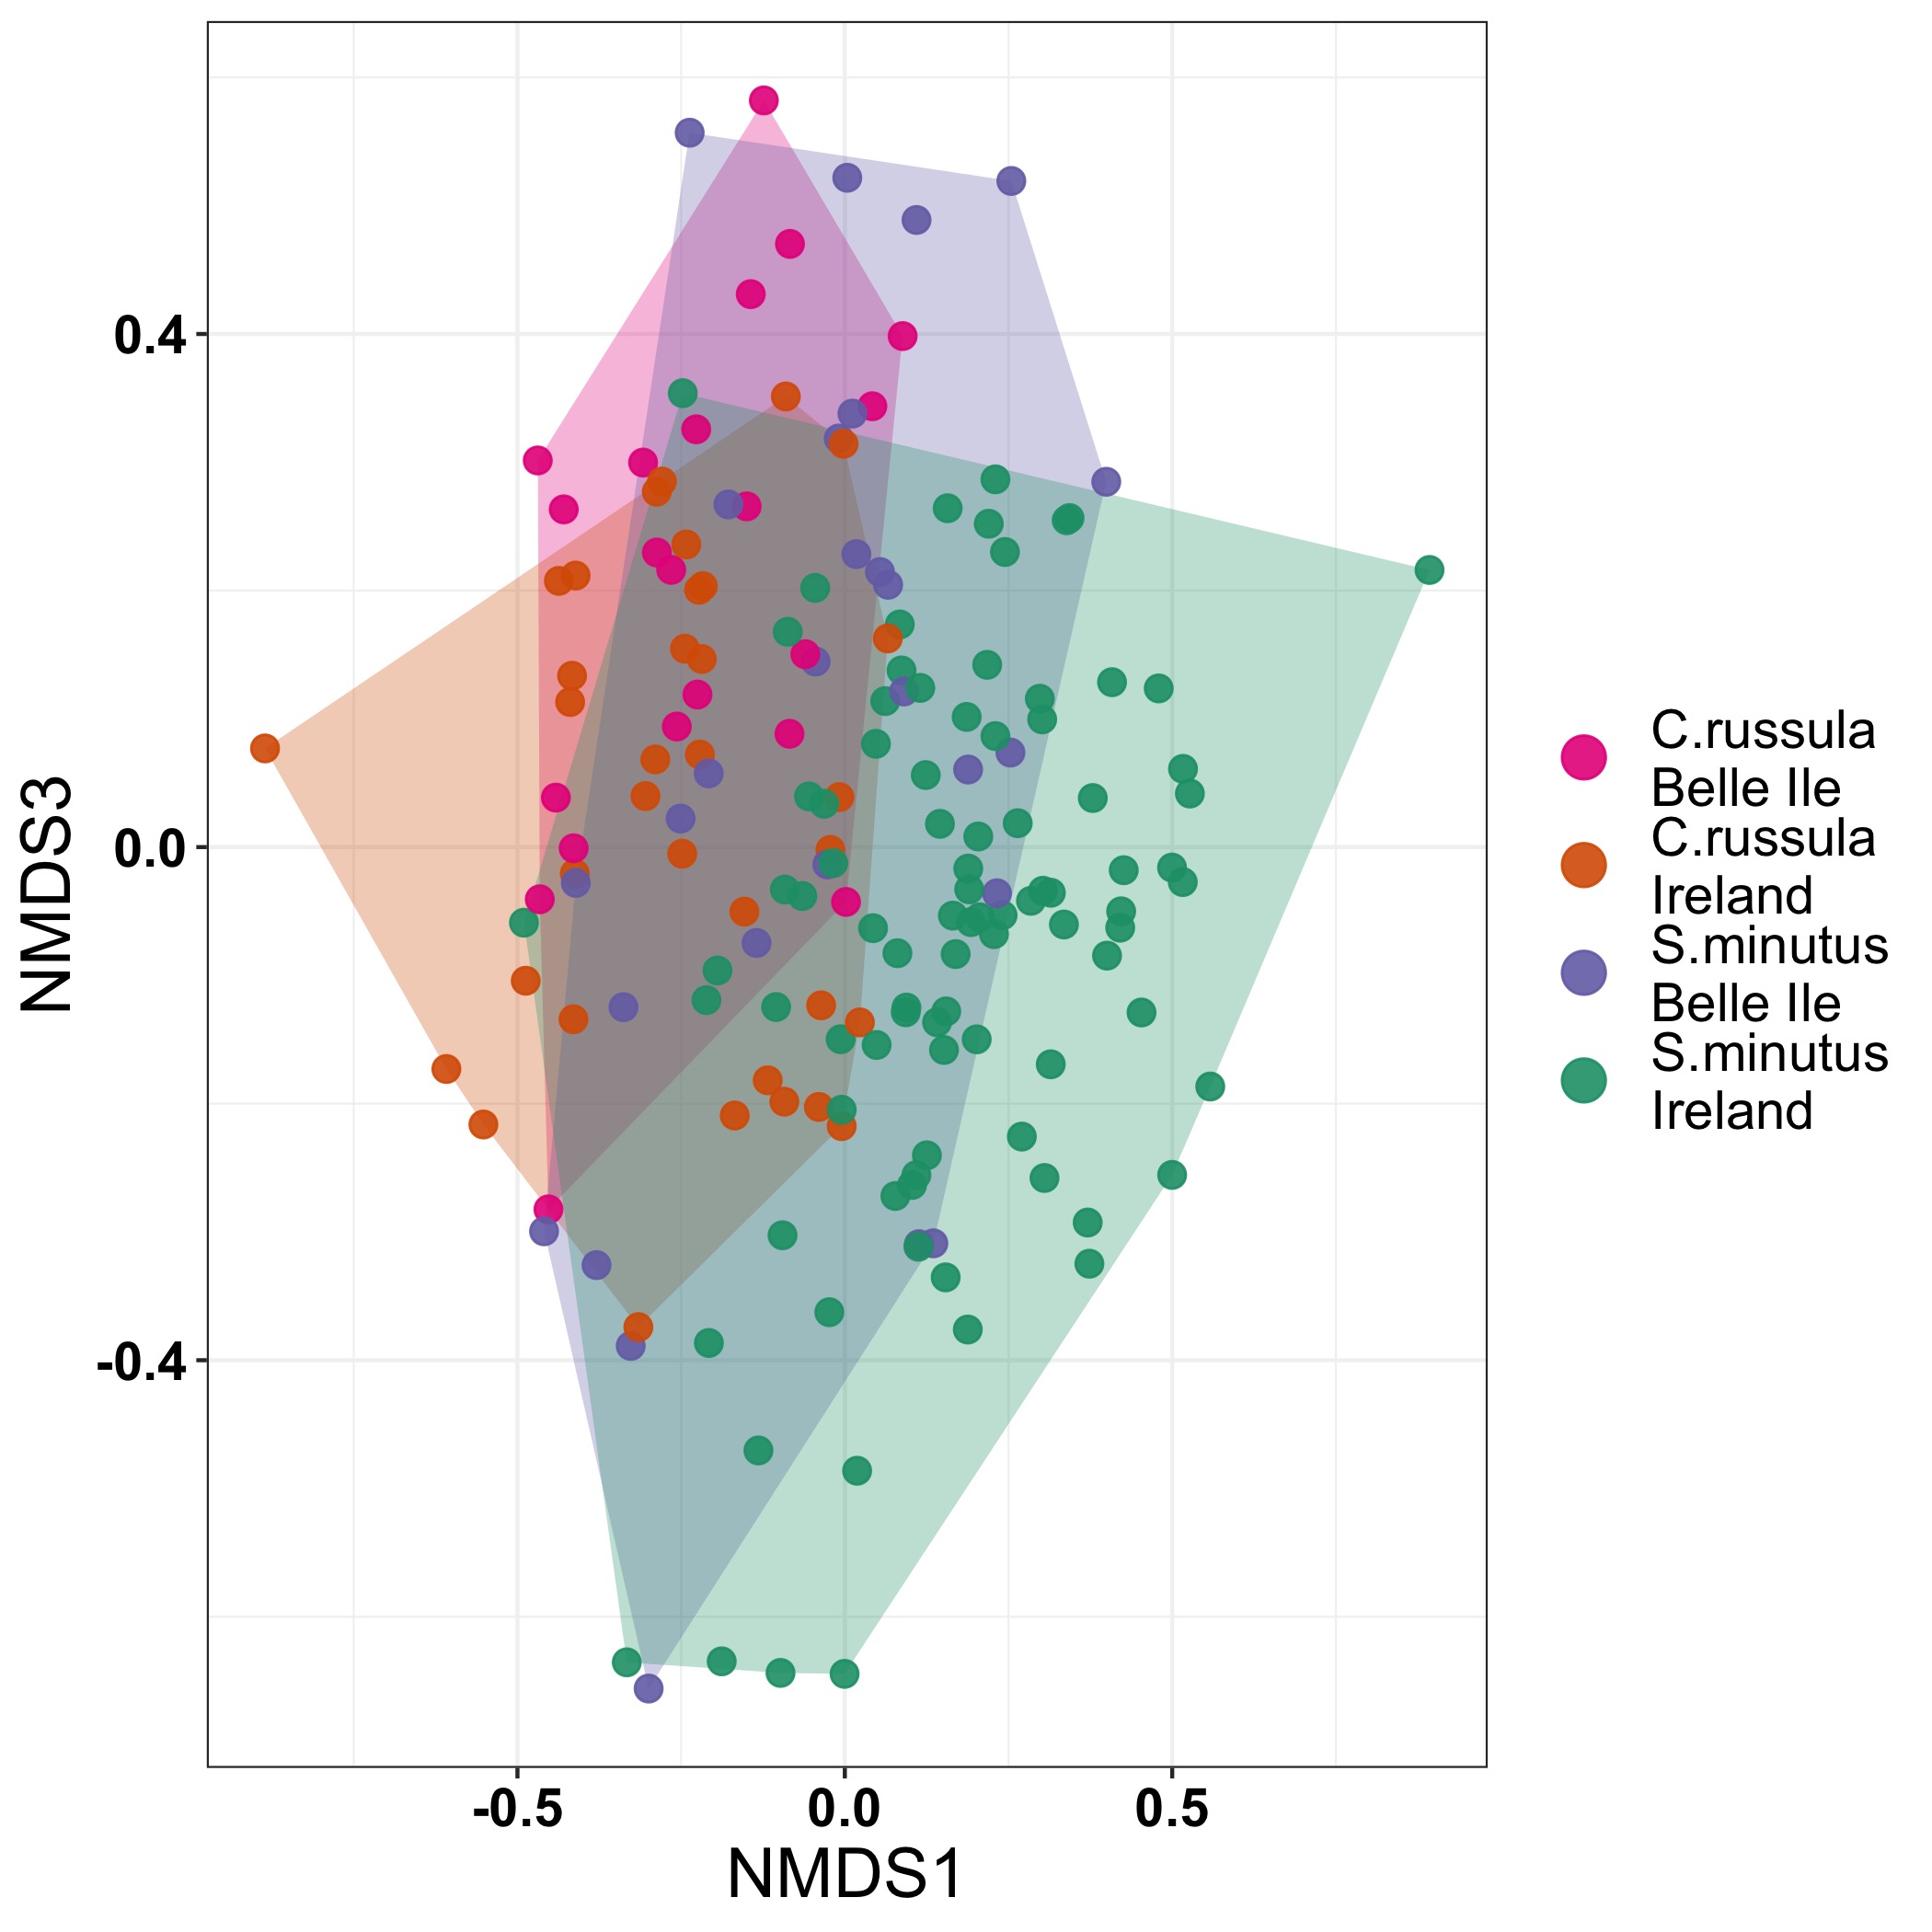 NMDS3
0.4
0.0
-0.4
-0.5 0.0 0.5
NMDS1
C.russula
Belle Ile
C.russula
Ireland
S.minutus
Belle Ile
S.minutus
Ireland